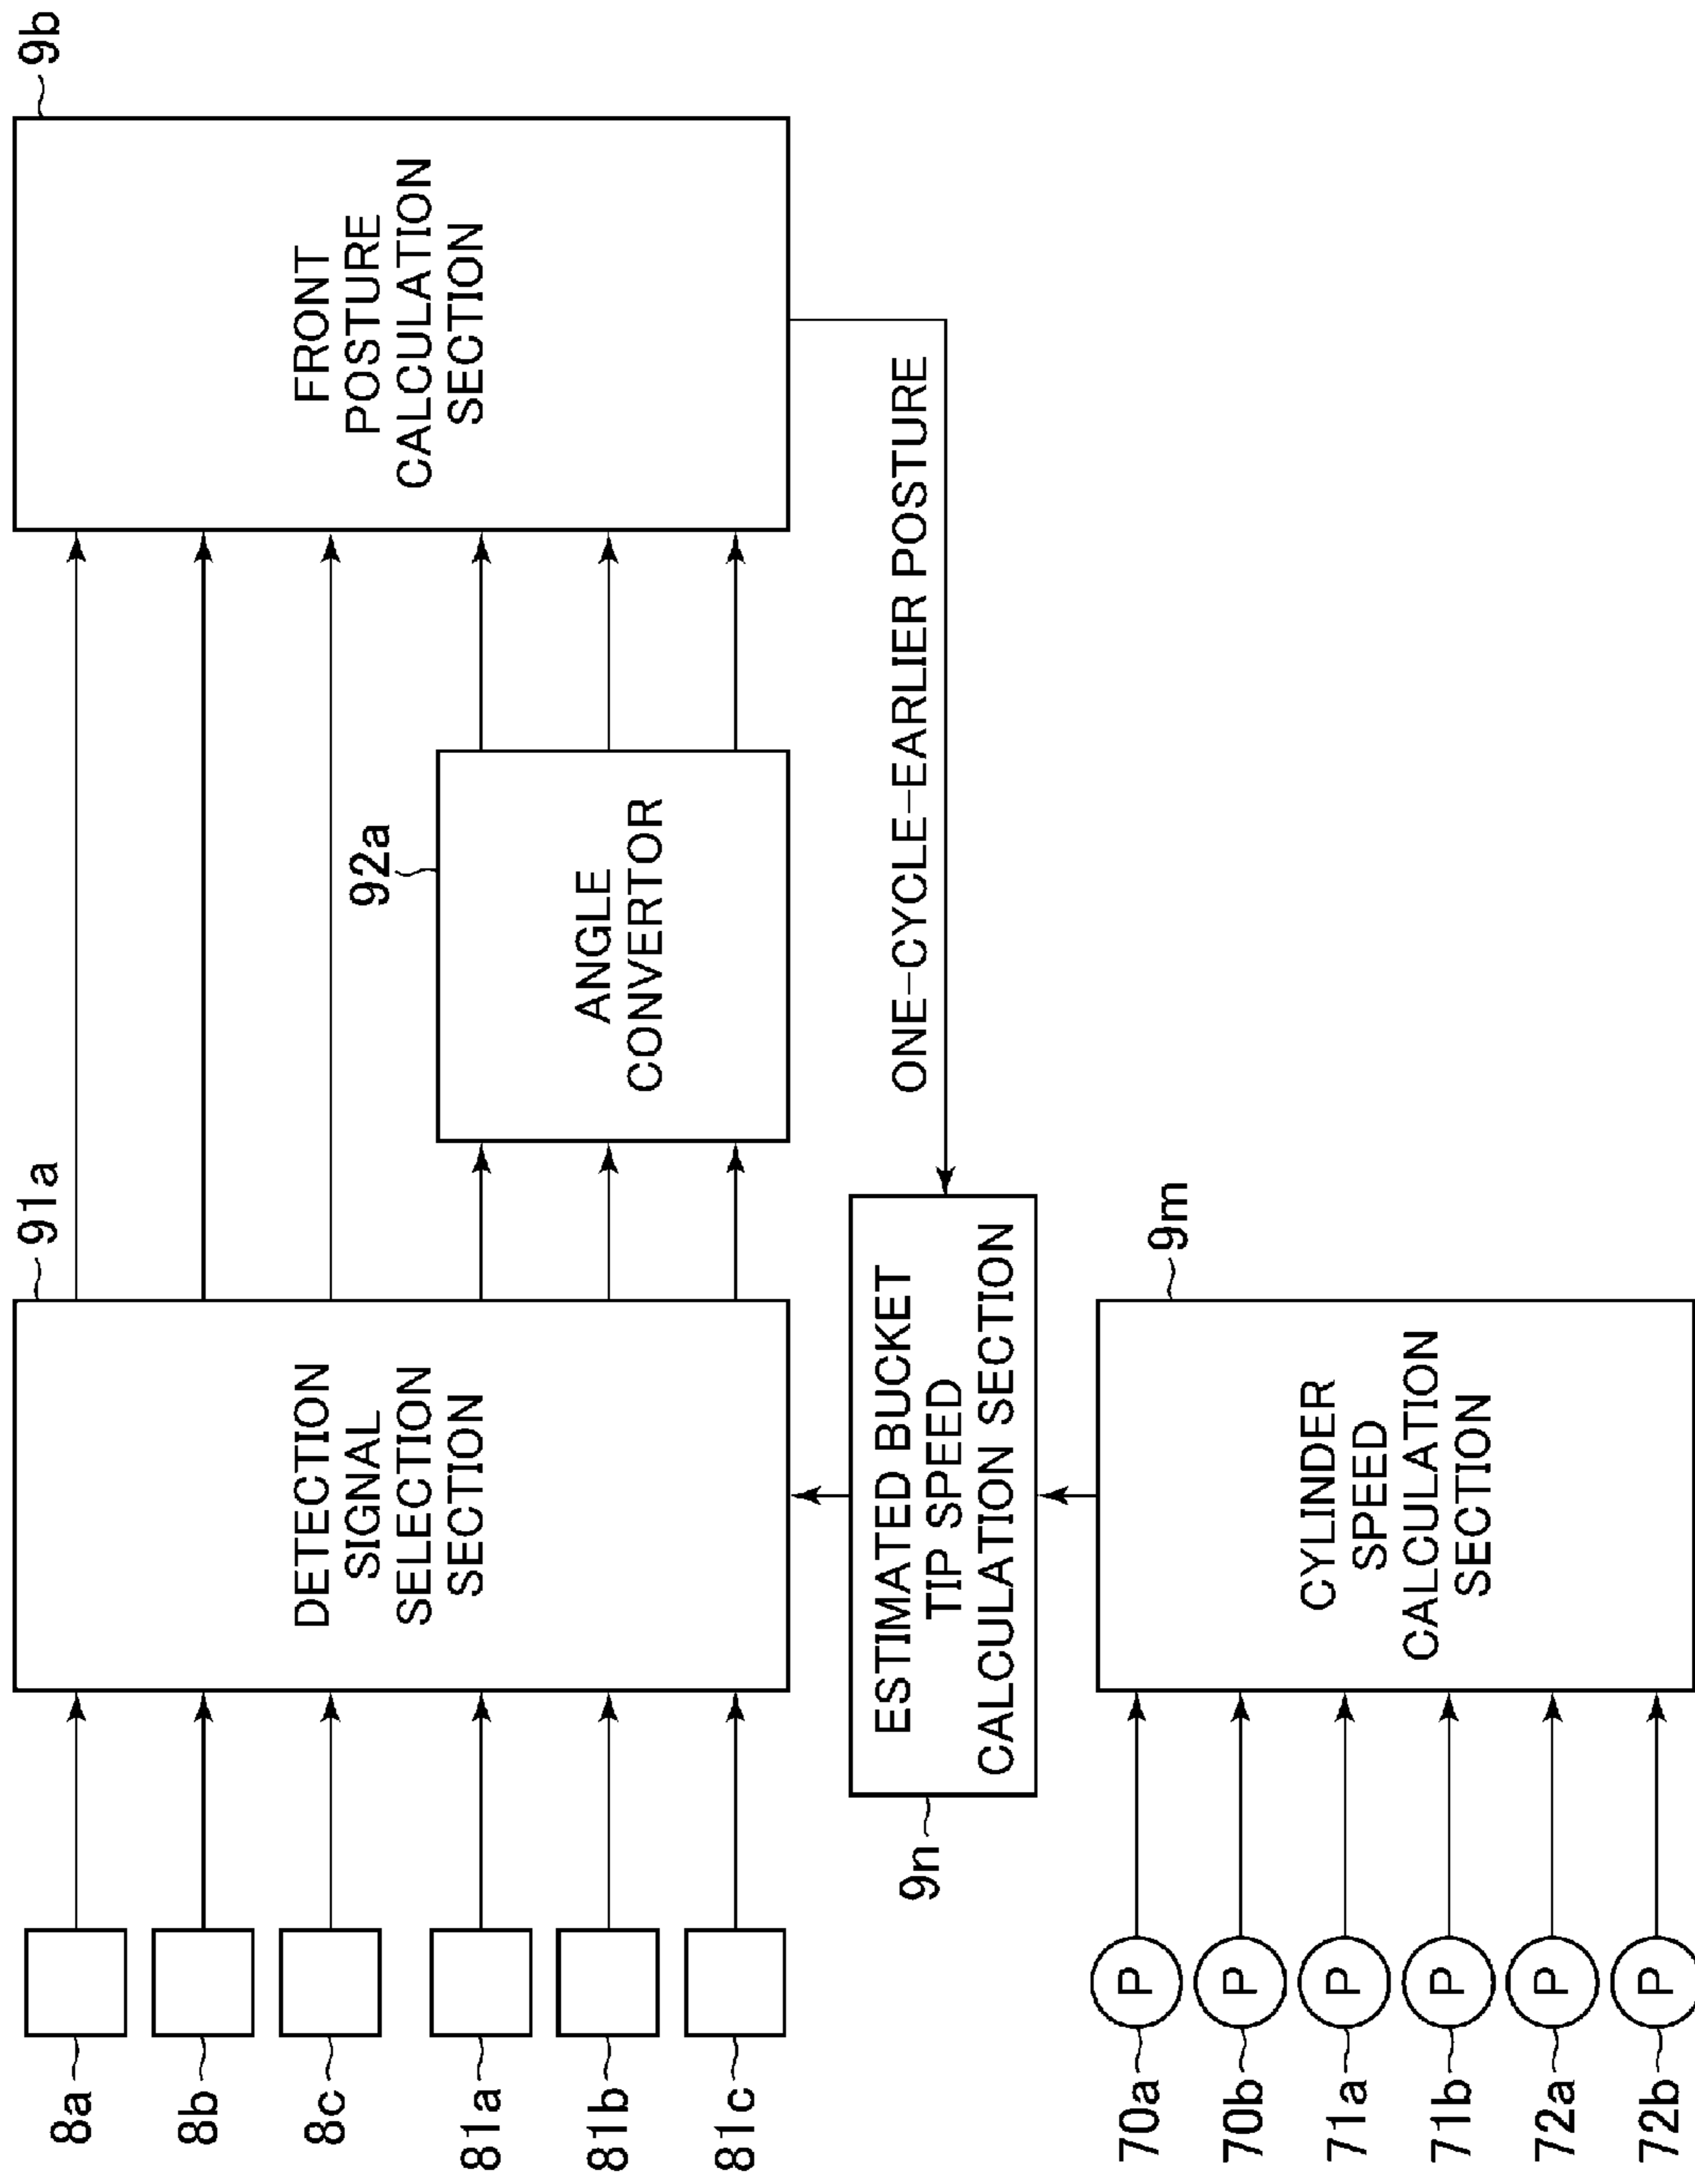 8a
8b
8c
81a
81b
81c
91a
DETECTION
SIGNAL
SELECTION
SECTION
92a
ANGLE
CONVERTOR
9b
FRONT
POSTURE
CALCULATION
SECTION
ONE-CYCLE-EARLIER POSTURE
9n
ESTIMATED BUCKET
TIP SPEED
CALCULATION SECTION
9m
CYLINDER
SPEED
CALCULATION
SECTION
70a
P
70b
P
71a
P
71b
P
72a
P
72b
P